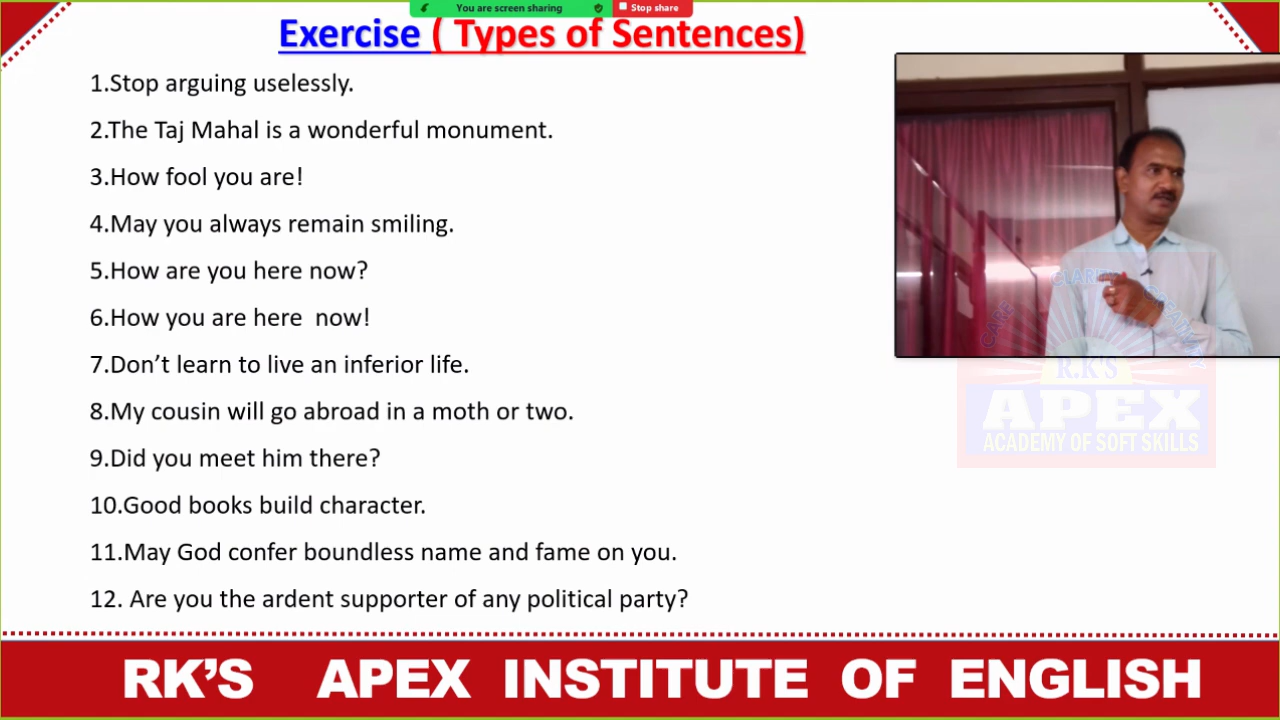 You are screen sharing
Stop share
Exercise ( Types of Sentences)
1.Stop arguing uselessly.
2.The Taj Mahal is a wonderful monument.
3.How fool you are!
4.May you always remain smiling.
5.How are you here now?
6.How you are here  now!
7.Don’t learn to live an inferior life.
8.My cousin will go abroad in a moth or two.
9.Did you meet him there?
10.Good books build character.
11.May God confer boundless name and fame on you.
12. Are you the ardent supporter of any political party?
CARE
CLARITY
R.K'S
APEX
ACADEMY OF SOFT SKILLS
RK’S APEX INSTITUTE OF ENGLISH